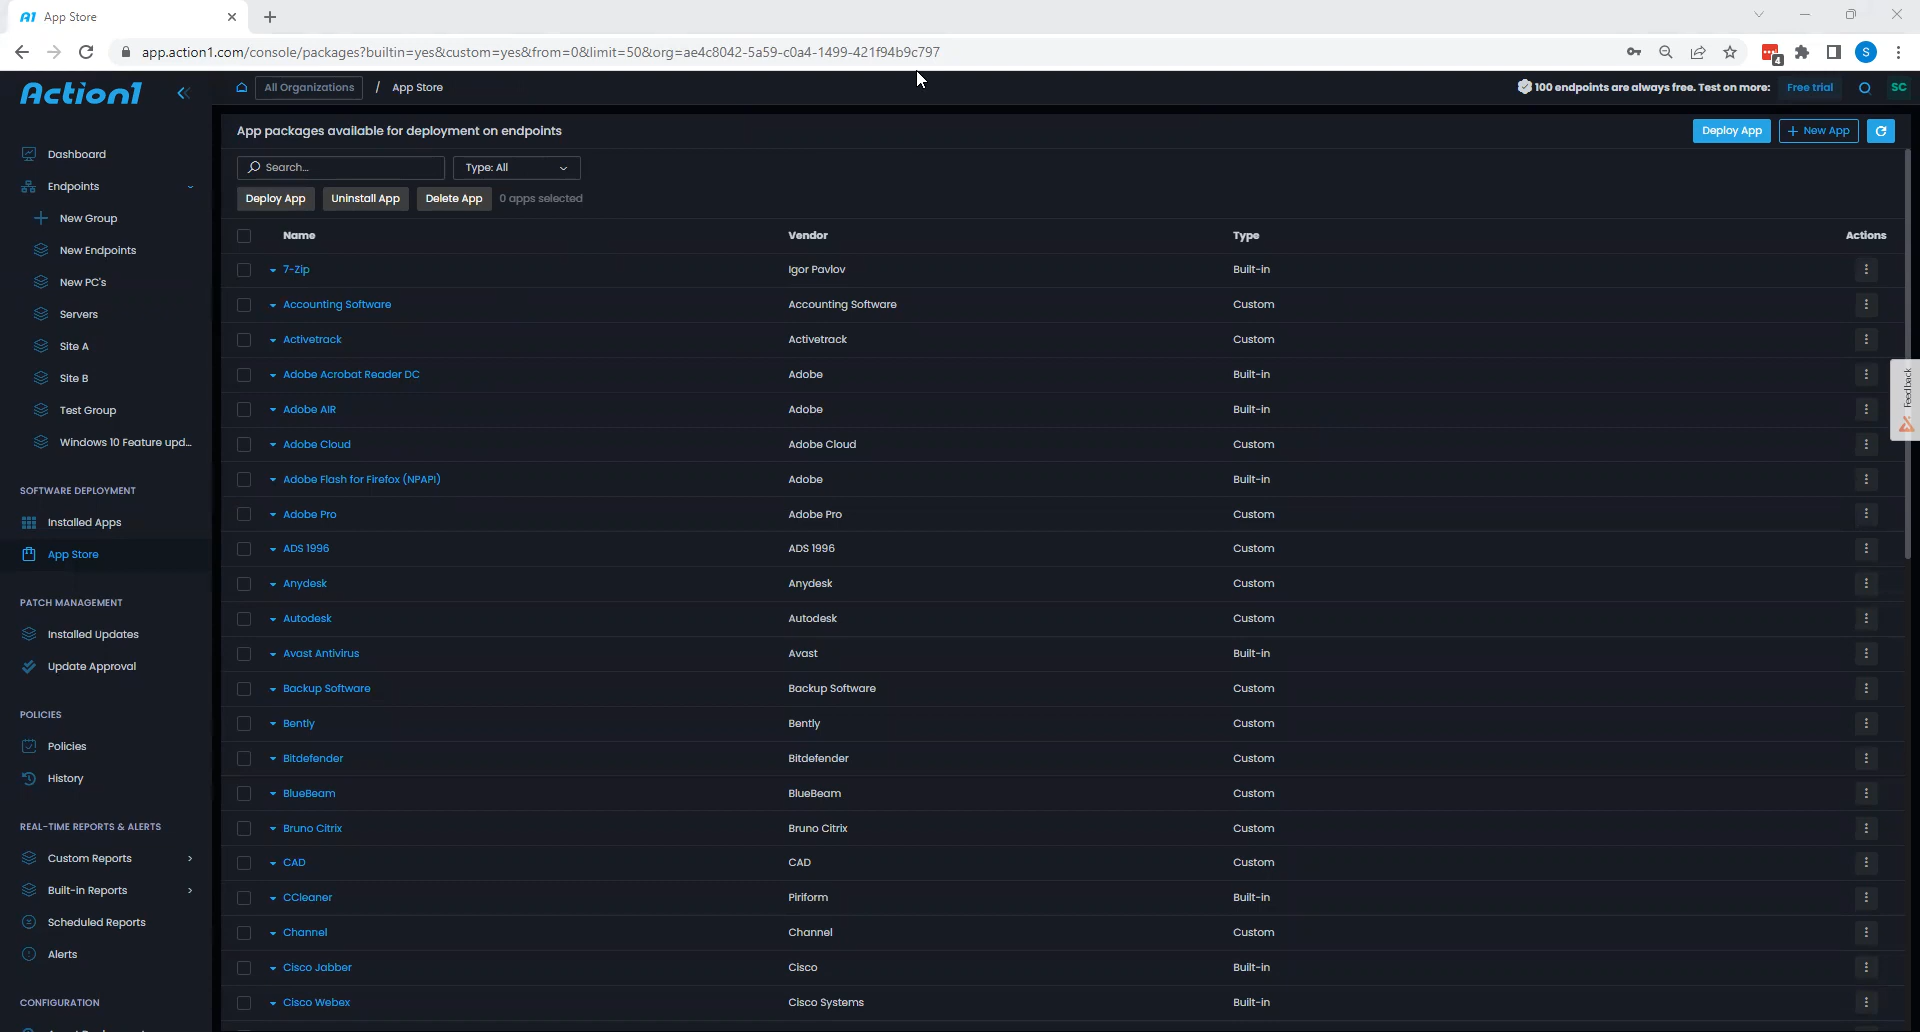 App Store
app.action1.com/console/packages?builtin=yes&custom=yes&from=0&limit=50&org=ae4c8042-5a59-c0a4-1499-421f94b9c797
4
S
Action1
All Organizations / App Store
100 endpoints are always free. Test on more:
Free trial
SC
Dashboard
Endpoints
New Group
New Endpoints
New PC's
Servers
Site A
Site B
Test Group
Windows 10 Feature upd...
SOFTWARE DEPLOYMENT
Installed Apps
App Store
PATCH MANAGEMENT
Installed Updates
Update Approval
POLICIES
Policies
History
REAL-TIME REPORTS & ALERTS
Custom Reports
Built-in Reports
Scheduled Reports
Alerts
CONFIGURATION
App packages available for deployment on endpoints
Deploy App
New App
Search...
Type: All
Deploy App
Uninstall App
Delete App
0 apps selected
Name Vendor Type Actions
7-Zip Igor Pavlov Built-in
Accounting Software Accounting Software Custom
Activetrack Activetrack Custom
Adobe Acrobat Reader DC Adobe Built-in
Adobe AIR Adobe Built-in
Adobe Cloud Adobe Cloud Custom
Adobe Flash for Firefox (NPAPI) Adobe Built-in
Adobe Pro Adobe Pro Custom
ADS 1996 ADS 1996 Custom
Anydesk Anydesk Custom
Autodesk Autodesk Custom
Avast Antivirus Avast Built-in
Backup Software Backup Software Custom
Bently Bently Custom
Bitdefender Bitdefender Custom
BlueBeam BlueBeam Custom
Bruno Citrix Bruno Citrix Custom
CAD CAD Custom
CCleaner Piriform Built-in
Channel Channel Custom
Cisco Jabber Cisco Built-in
Cisco Webex Cisco Systems Built-in
Feedback